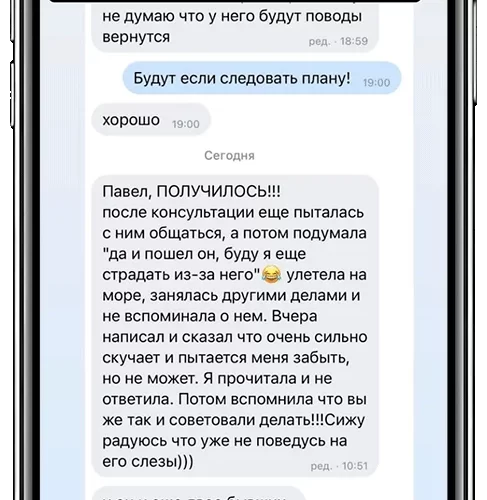 не думаю что у него будут поводы
вернутся
ред. · 18:59
Будут если следовать плану! 19:00
хорошо 19:00
Сегодня
Павел, ПОЛУЧИЛОСЬ!!!
после консультации еще пыталась
с ним общаться, а потом подумала
"да и пошел он, буду я еще
страдать из-за него"😂 улетела на
море, занялась другими делами и
не вспоминала о нем. Вчера
написал и сказал что очень сильно
скучает и пытается меня забыть,
но не может. Я прочитала и не
ответила. Потом вспомнила что вы
же так и советовали делать!!!Сижу
радуюсь что уже не поведусь на
его слезы)))
ред. · 10:51